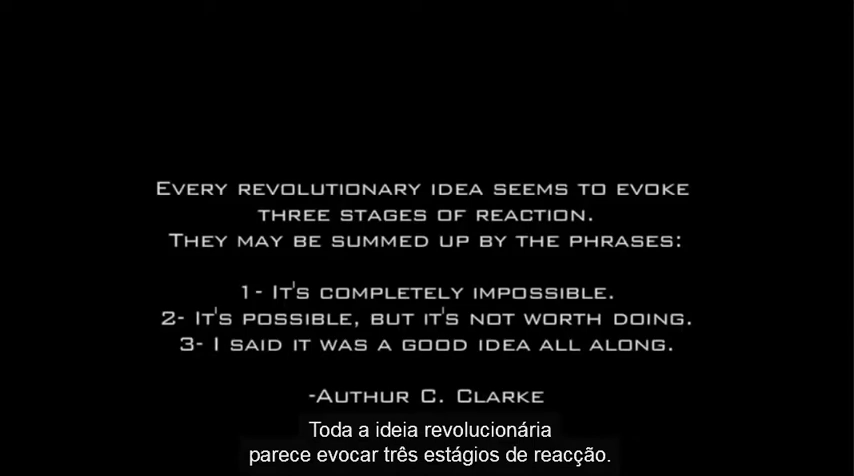 EVERY REVOLUTIONARY IDEA SEEMS TO EVOKE
THREE STAGES OF REACTION.
THEY MAY BE SUMMED UP BY THE PHRASES:
1- IT'S COMPLETELY IMPOSSIBLE.
2- IT'S POSSIBLE, BUT IT'S NOT WORTH DOING.
3- I SAID IT WAS A GOOD IDEA ALL ALONG.
-AUTHUR C. CLARKE
Toda a ideia revolucionária
parece evocar três estágios de reacção.